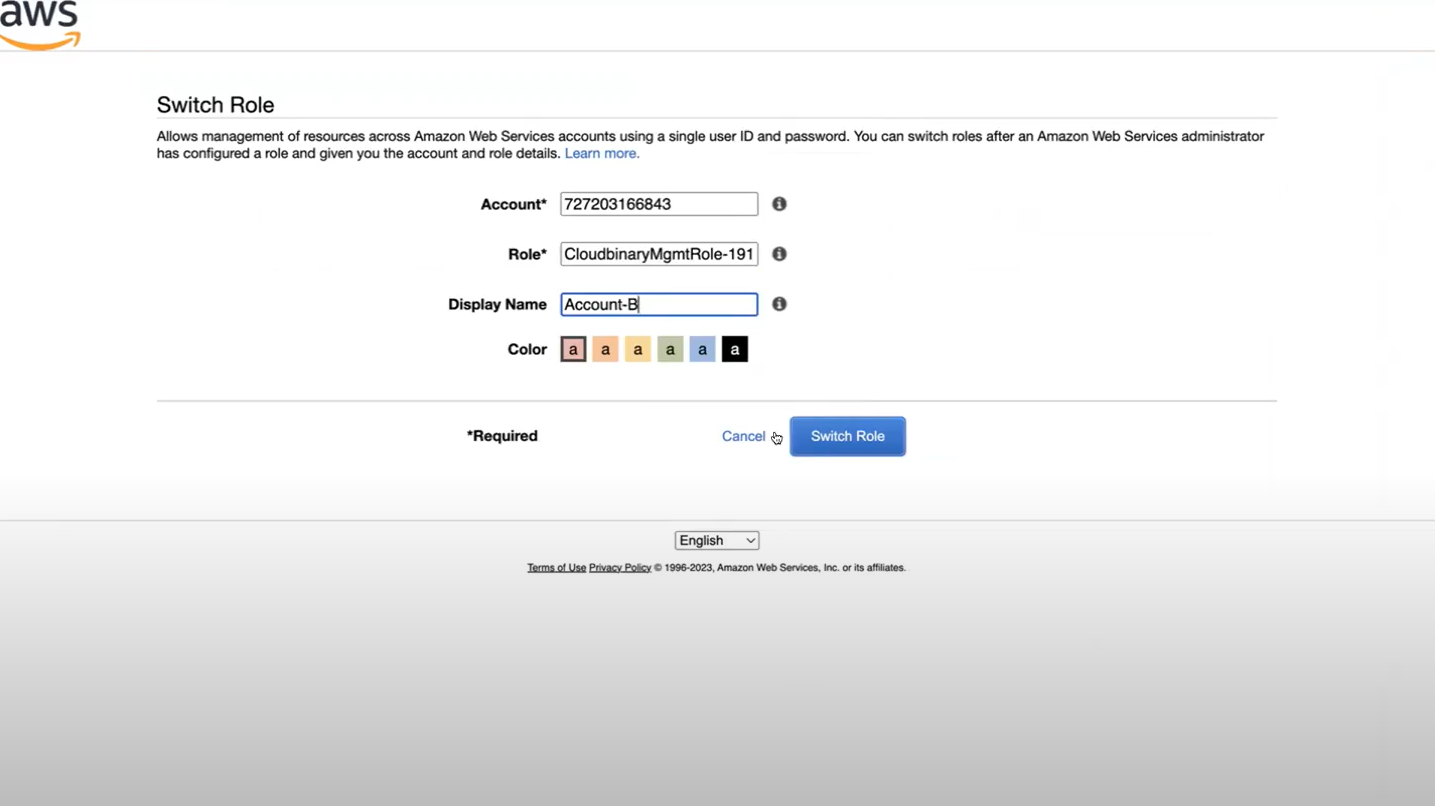 aws
Switch Role
Allows management of resources across Amazon Web Services accounts using a single user ID and password. You can switch roles after an Amazon Web Services administrator
has configured a role and given you the account and role details. Learn more.
Account* 727203166843
Role* CloudbinaryMgmtRole-191
Display Name Account-B
Color a a a a a a
*Required Cancel Switch Role
English
Terms of Use Privacy Policy © 1996-2023, Amazon Web Services, Inc. or its affiliates.